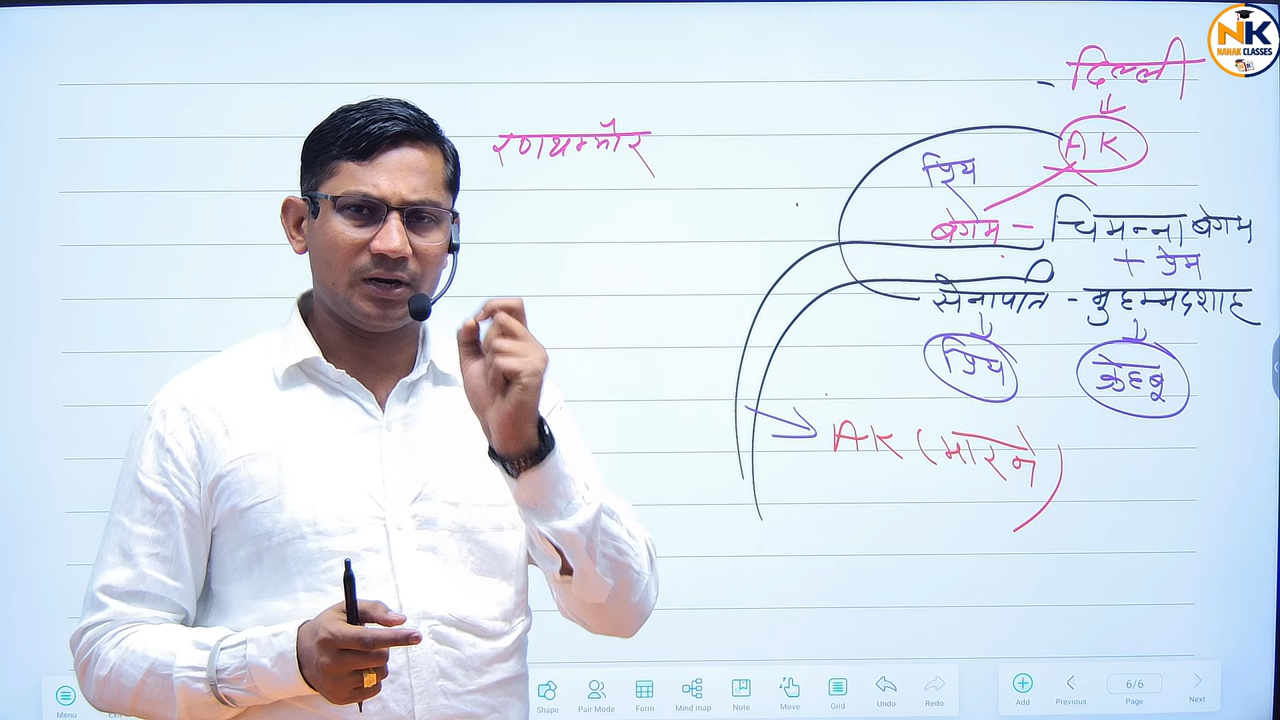 NK
NANAK CLASSES
- दिल्ली
AK
रणथम्भौर
प्रिय
बेगम - चिमन्ना बेगम
+ प्रेम
सेनापति - मुहम्मदशाह
प्रिय
केहब्रू
AK (मारने)
Menu
Shape
Pair Mode
Form
Mind map
Note
Move
Grid
Undo
Redo
Add
Previous
6/6
Page
Next